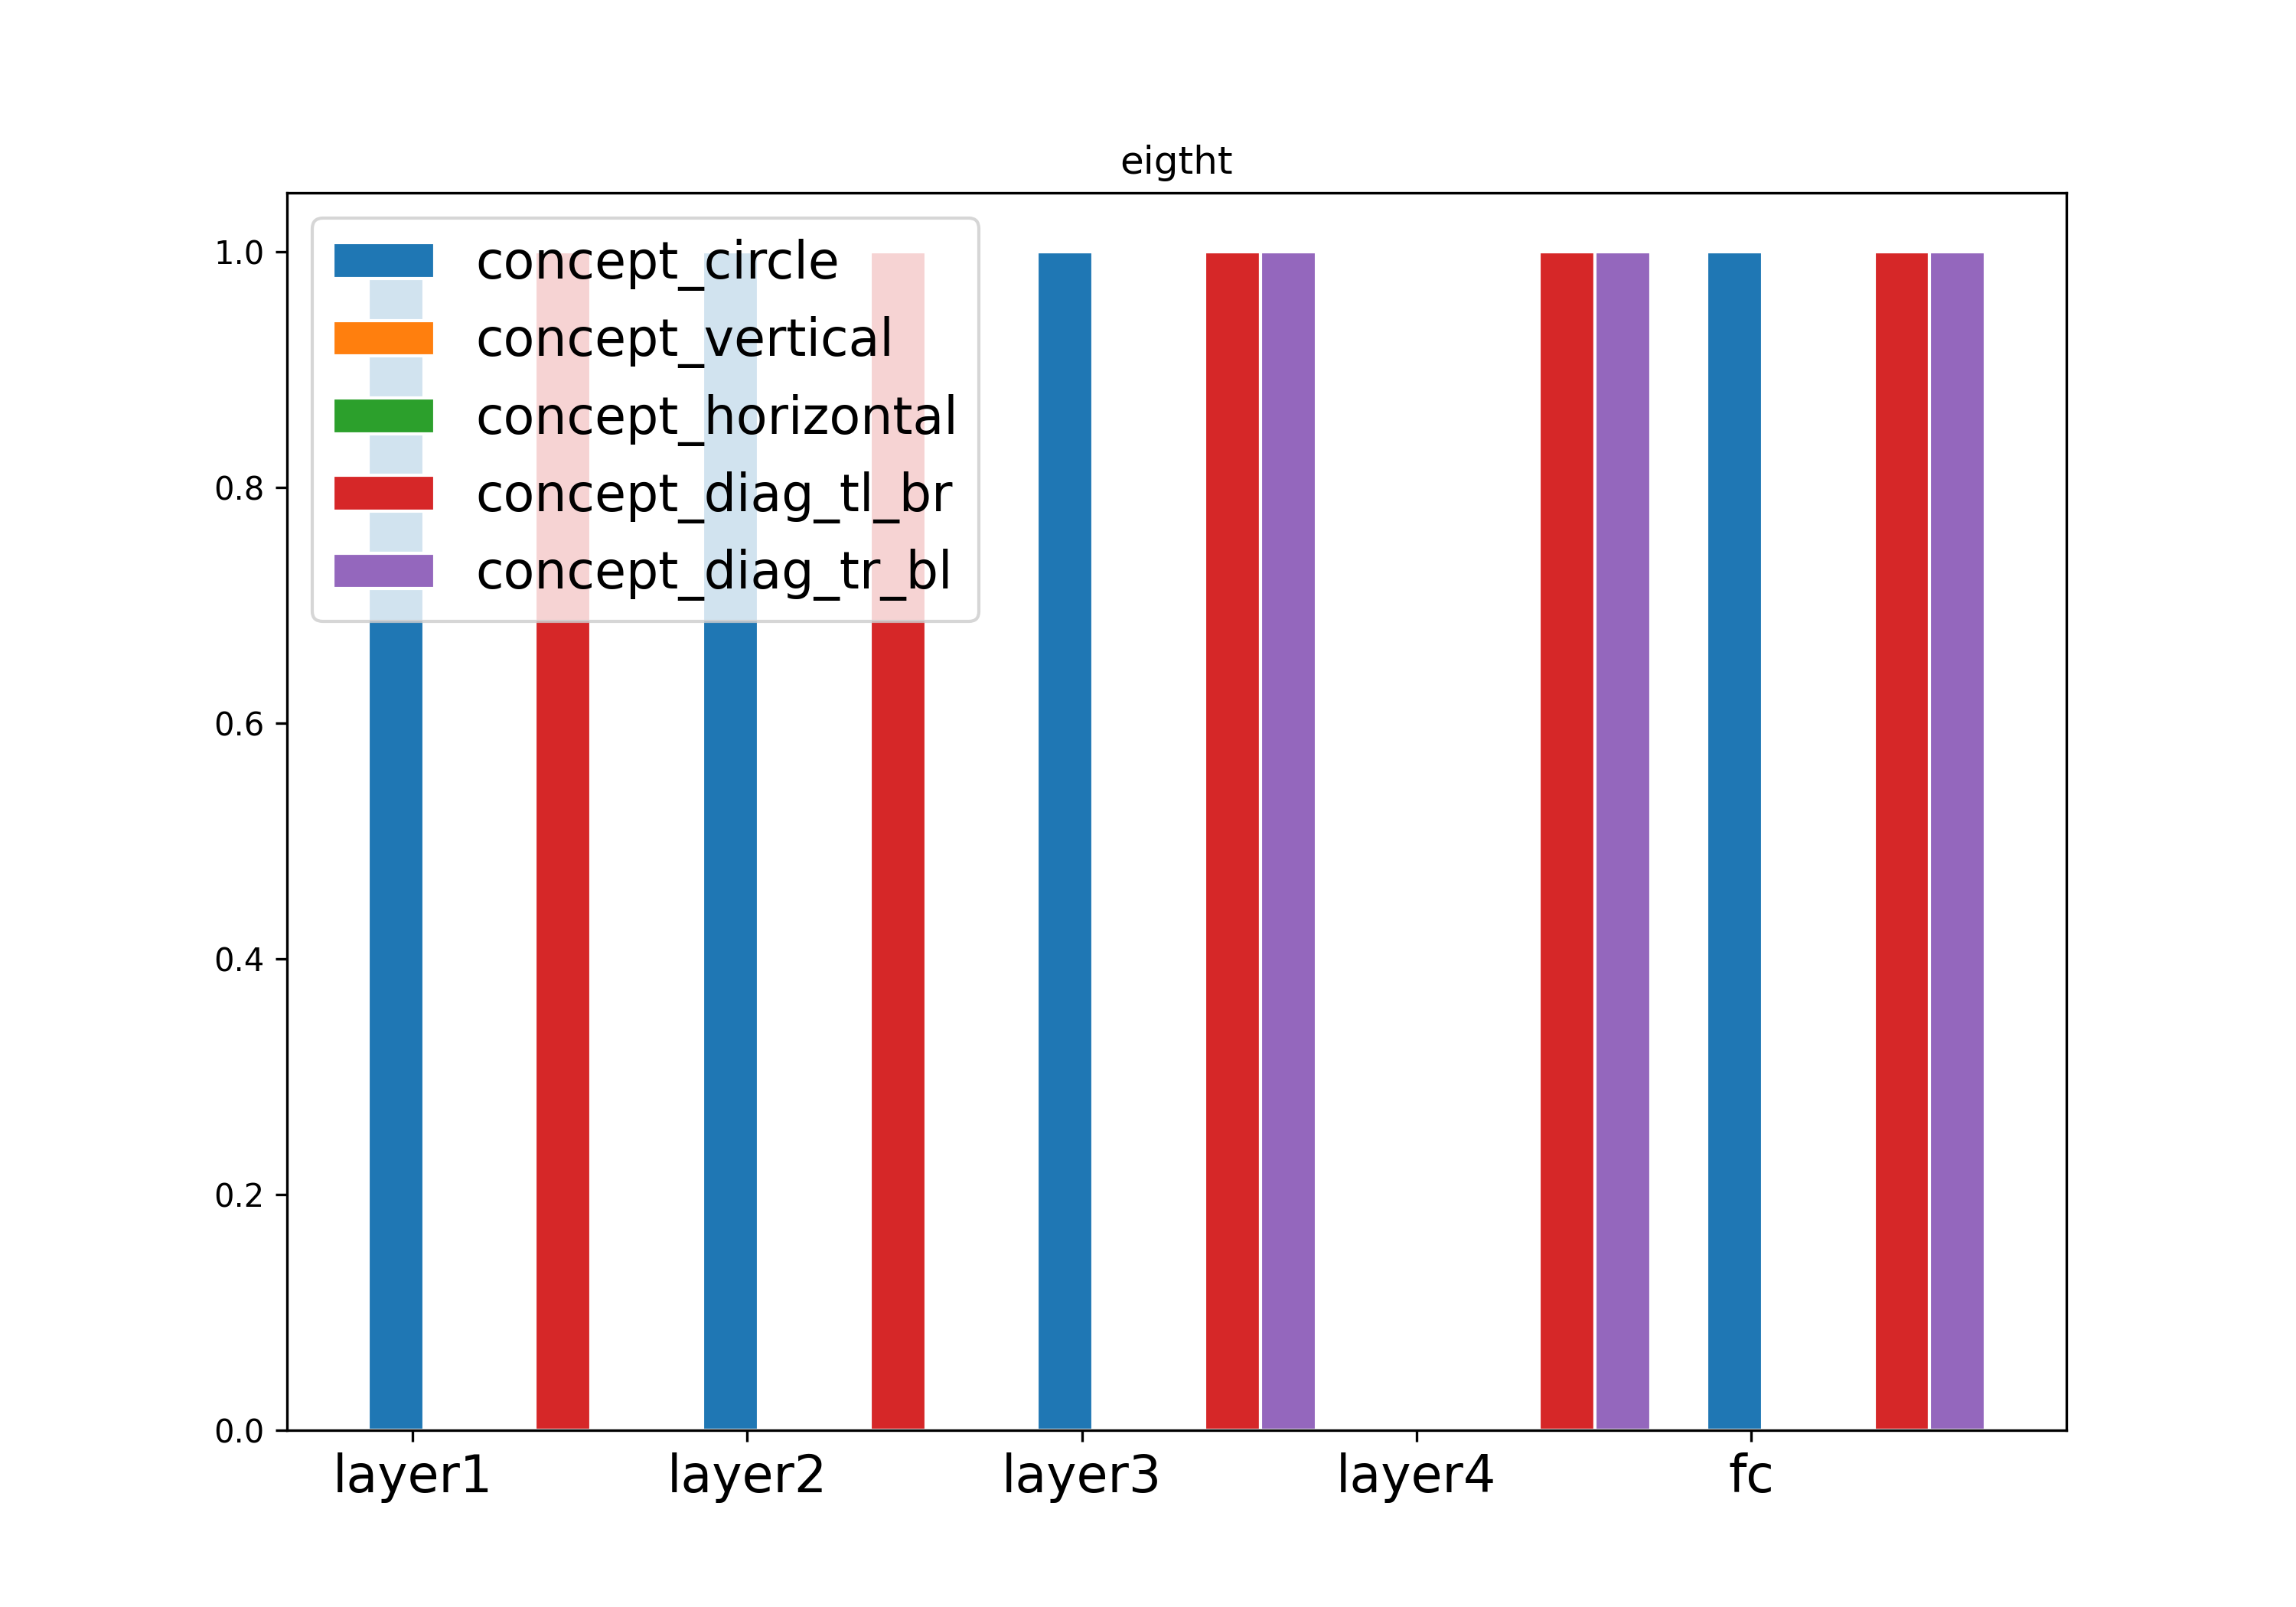 eigtht
concept_circle
concept_vertical
concept_horizontal
concept_diag_tl_br
concept_diag_tr_bl
1.0
0.8
0.6
0.4
0.2
0.0
layer1 layer2 layer3 layer4 fc